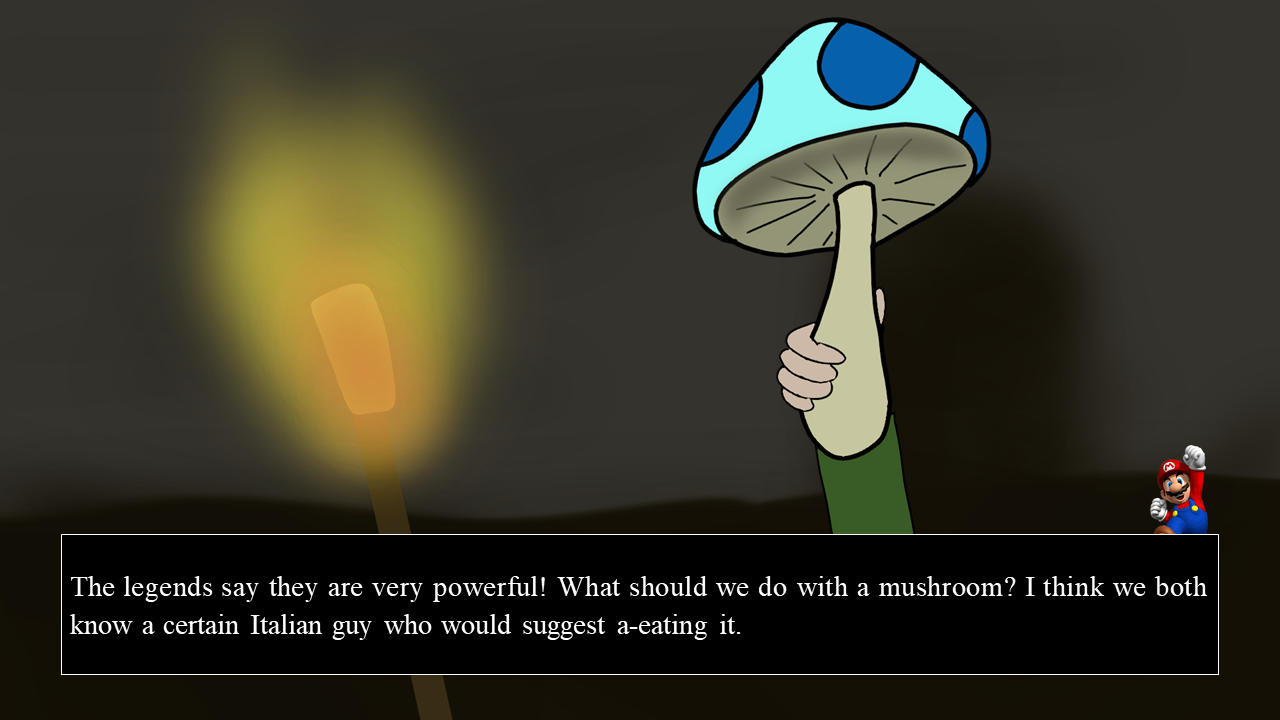 The legends say they are very powerful! What should we do with a mushroom? I think we both
know a certain Italian guy who would suggest a-eating it.
M